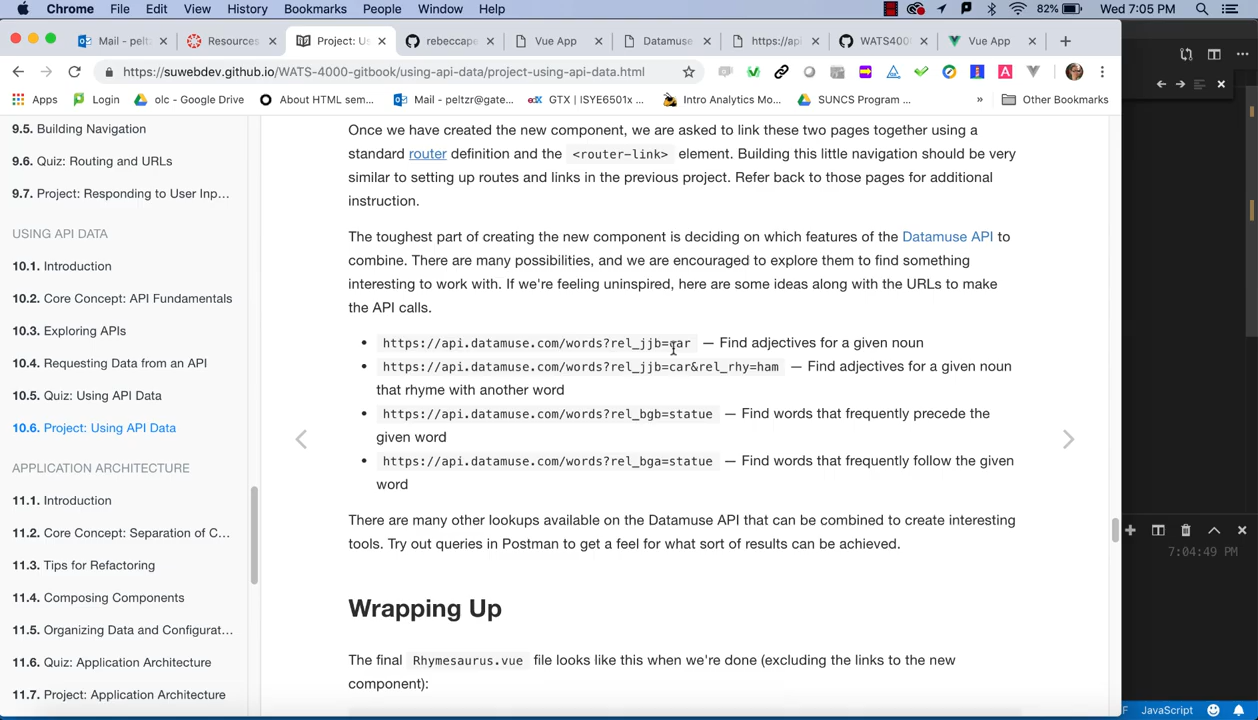 Chrome File Edit View History Bookmarks People Window Help 82% Wed 7:05 PM
Mail - peltz Resources Project: Us rebeccape Vue App Datamuse https://api WATS400 Vue App
https://suwebdev.github.io/WATS-4000-gitbook/using-api-data/project-using-api-data.html
Apps Login olc - Google Drive About HTML sem... Mail - peltzr@gate... GTX | ISYE6501x ... Intro Analytics Mo... SUNCS Program ... » Other Bookmarks
9.5. Building Navigation
9.6. Quiz: Routing and URLs
9.7. Project: Responding to User Inp...
USING API DATA
10.1. Introduction
10.2. Core Concept: API Fundamentals
10.3. Exploring APIs
10.4. Requesting Data from an API
10.5. Quiz: Using API Data
10.6. Project: Using API Data
APPLICATION ARCHITECTURE
11.1. Introduction
11.2. Core Concept: Separation of C...
11.3. Tips for Refactoring
11.4. Composing Components
11.5. Organizing Data and Configurat...
11.6. Quiz: Application Architecture
11.7. Project: Application Architecture
Once we have created the new component, we are asked to link these two pages together using a
standard router definition and the <router-link> element. Building this little navigation should be very
similar to setting up routes and links in the previous project. Refer back to those pages for additional
instruction.
The toughest part of creating the new component is deciding on which features of the Datamuse API to
combine. There are many possibilities, and we are encouraged to explore them to find something
interesting to work with. If we're feeling uninspired, here are some ideas along with the URLs to make
the API calls.
• https://api.datamuse.com/words?rel_jjb=car — Find adjectives for a given noun
• https://api.datamuse.com/words?rel_jjb=car&rel_rhy=ham — Find adjectives for a given noun
that rhyme with another word
• https://api.datamuse.com/words?rel_bgb=statue — Find words that frequently precede the
given word
• https://api.datamuse.com/words?rel_bga=statue — Find words that frequently follow the given
word
There are many other lookups available on the Datamuse API that can be combined to create interesting
tools. Try out queries in Postman to get a feel for what sort of results can be achieved.
Wrapping Up
The final Rhymesaurus.vue file looks like this when we're done (excluding the links to the new
component):
7:04:49 PM
F JavaScript